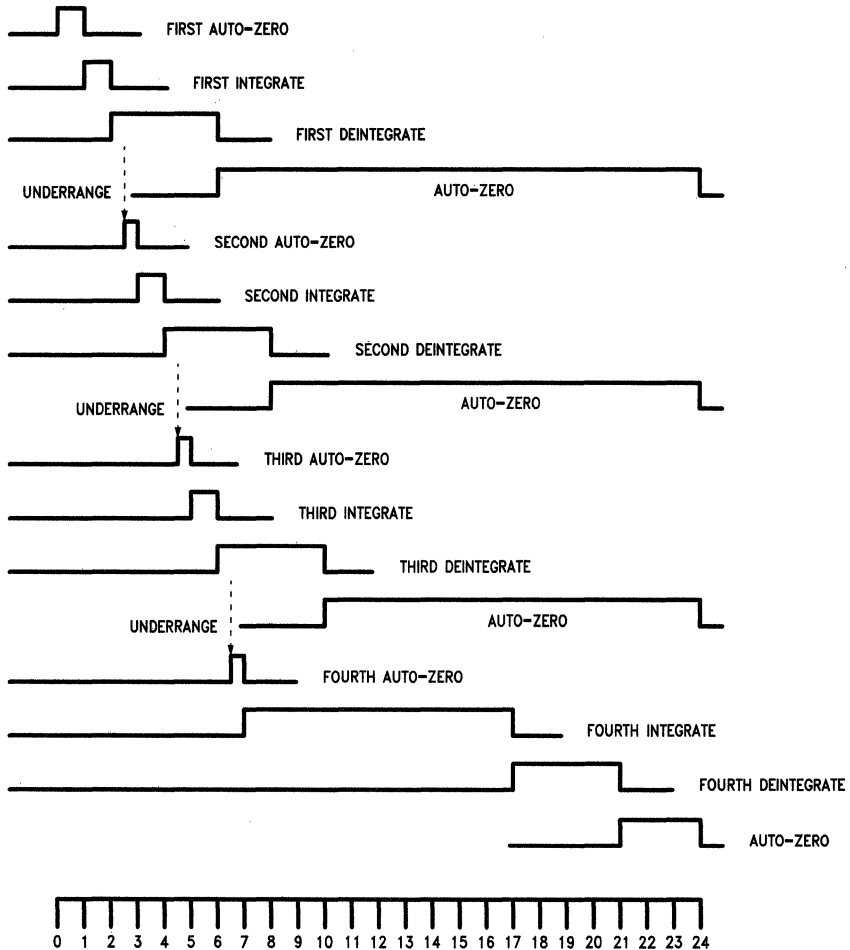 FIRST AUTO-ZERO
FIRST INTEGRATE
FIRST DEINTEGRATE
UNDERRANGE
AUTO-ZERO
SECOND AUTO-ZERO
SECOND INTEGRATE
SECOND DEINTEGRATE
UNDERRANGE
AUTO-ZERO
THIRD AUTO-ZERO
THIRD INTEGRATE
THIRD DEINTEGRATE
UNDERRANGE
AUTO-ZERO
FOURTH AUTO-ZERO
FOURTH INTEGRATE
FOURTH DEINTEGRATE
AUTO-ZERO
0 1 2 3 4 5 6 7 8 9 10 11 12 13 14 15 16 17 18 19 20 21 22 23 24